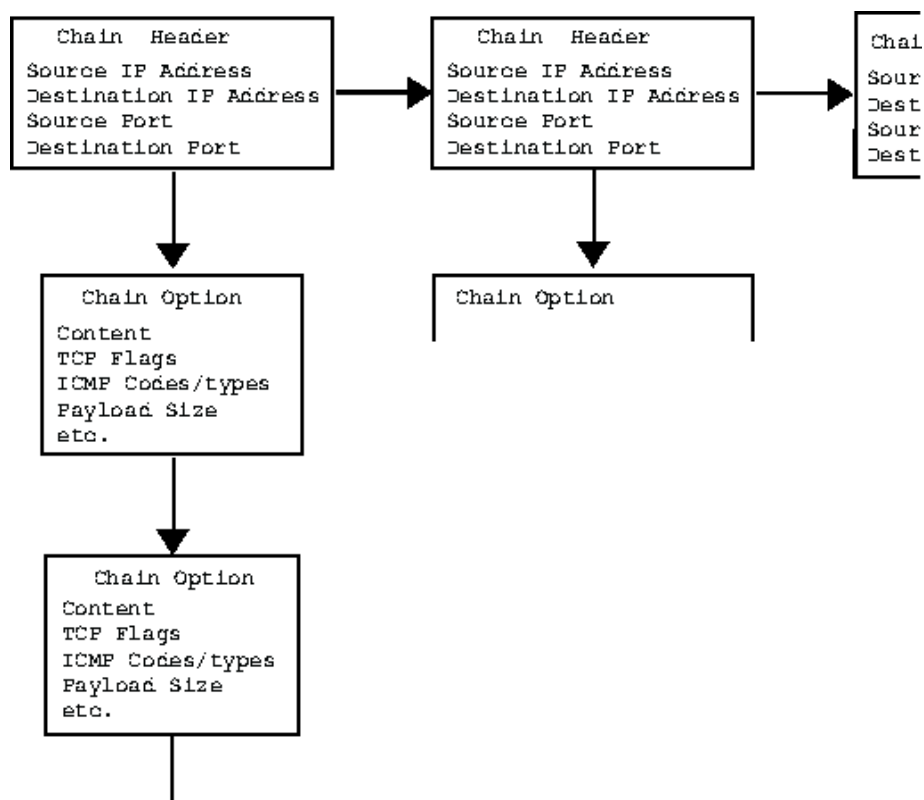 Chain Header
Source IP Address
Destination IP Address
Source Port
Destination Port
Chain Header
Source IP Address
Destination IP Address
Source Port
Destination Port
Chai
Sour
Dest
Sour
Dest
Chain Option
Content
TCP Flags
ICMP Codes/types
Payload Size
etc.
Chain Option
Chain Option
Content
TCP Flags
ICMP Codes/types
Payload Size
etc.